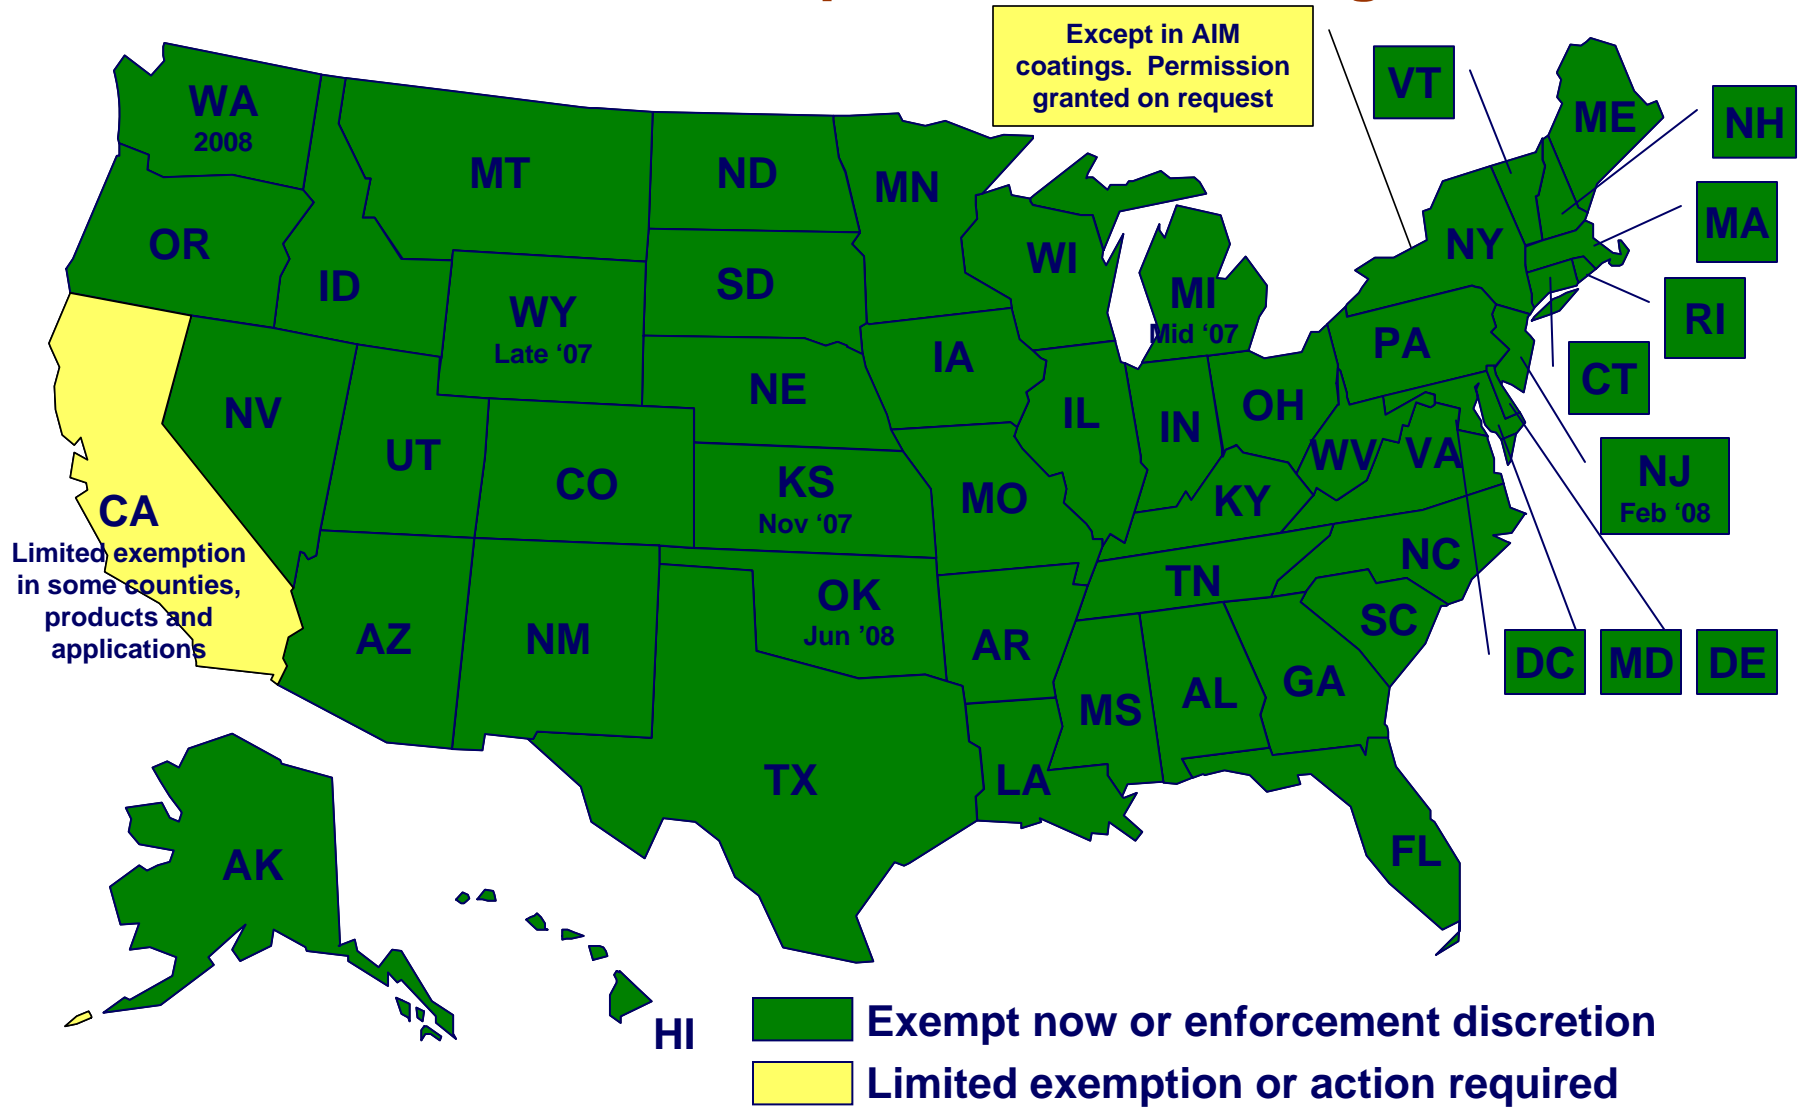 Except in AIM
coatings. Permission
granted on request
VT
ME
NH
WA
2008
MT
ND
MN
MA
OR
ID
SD
WI
NY
WY
Late ‘07
MI
Mid ‘07
RI
PA
IA
CT
NV
NE
IL
IN
OH
UT
CO
KS
Nov ‘07
MO
WV
VA
KY
NJ
Feb ‘08
CA
Limited exemption
in some counties,
products and
applications
NC
TN
OK
Jun ’08
SC
AZ
NM
AR
DC
MD
DE
GA
MS
AL
TX
LA
FL
AK
HI
Exempt now or enforcement discretion
Limited exemption or action required